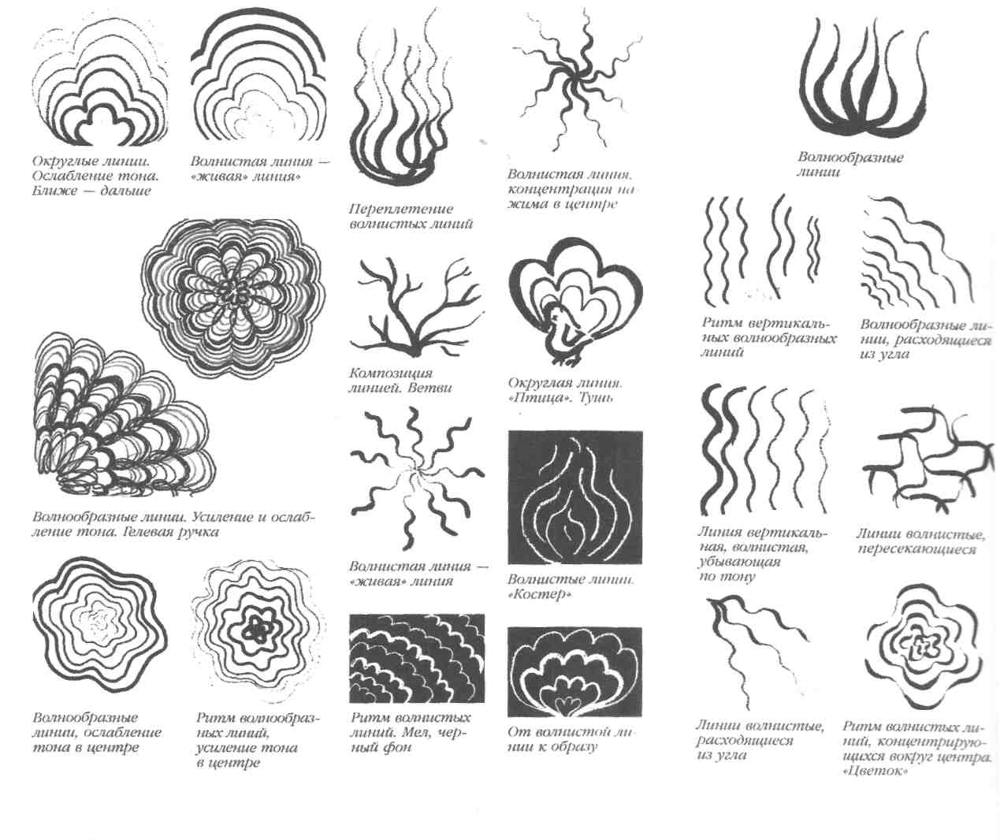 Округлые линии.
Ослабление тона.
Ближе — дальше
Волнистая линия —
«живая» линия»
Переплетение
волнистых линий
Волнистая линия,
концентрация на-
жима в центре
Волнообразные
линии
Композиция
линией. Ветви
Округлая линия.
«Птица». Тушь
Ритм вертикаль-
ных волнообразных
линий
Волнообразные ли-
нии, расходящиеся
из угла
Волнообразные линии. Усиление и ослаб-
ление тона. Гелевая ручка
Волнистая линия —
«живая» линия
Волнистые линии.
«Костер»
Линия вертикаль-
ная, волнистая,
убывающая
по тону
Линии волнистые,
пересекающиеся
Волнообразные
линии, ослабление
тона в центре
Ритм волнообраз-
ных линий,
усиление тона
в центре
Ритм волнистых
линий. Мел, чер-
ный фон
От волнистой ли-
нии к образу
Линии волнистые,
расходящиеся
из угла
Ритм волнистых ли-
ний, концентрирую-
щихся вокруг центра.
«Цветок»